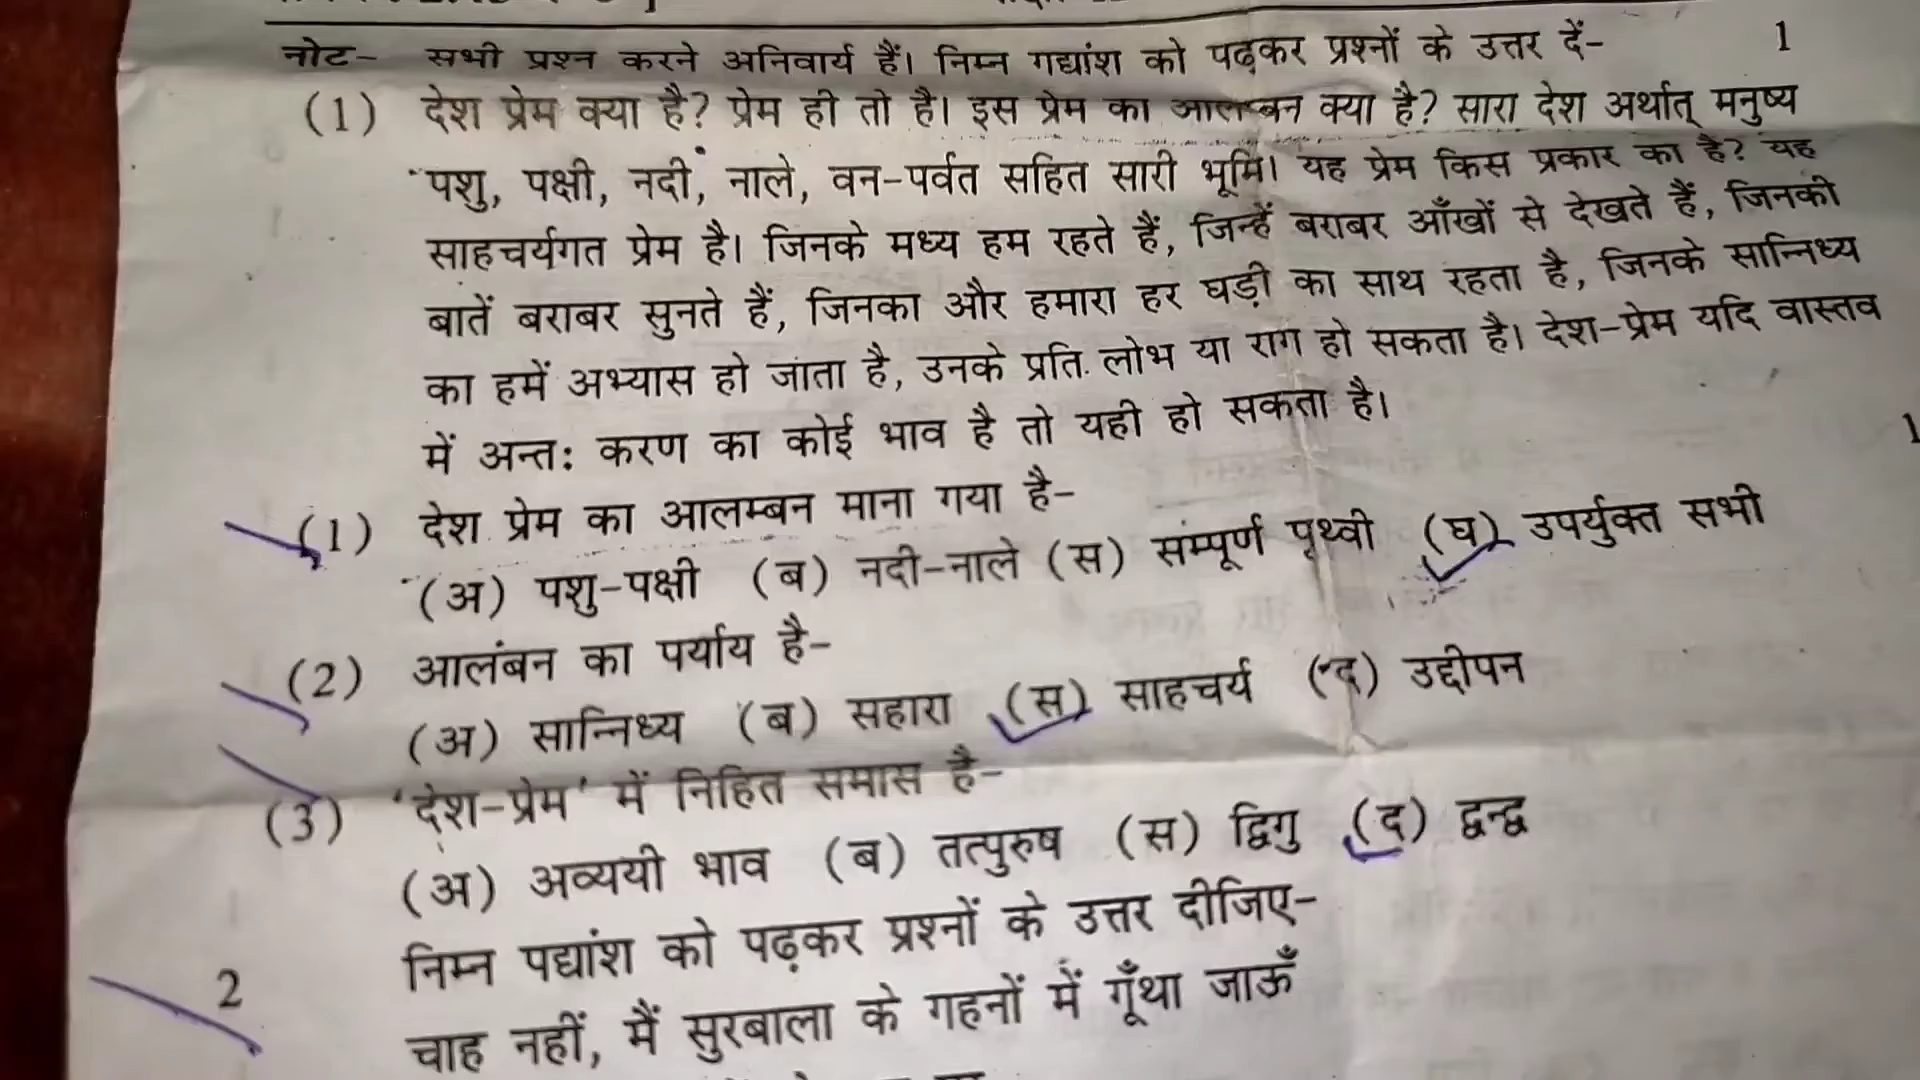 नोट- सभी प्रश्न करने अनिवार्य हैं। निम्न गद्यांश को पढ़कर प्रश्नों के उत्तर दें- 1
(1) देश प्रेम क्या है? प्रेम ही तो है। इस प्रेम का आलम्बन क्या है? सारा देश अर्थात् मनुष्य
पशु, पक्षी, नदी, नाले, वन-पर्वत सहित सारी भूमि। यह प्रेम किस प्रकार का है? यह
साहचर्यगत प्रेम है। जिनके मध्य हम रहते हैं, जिन्हें बराबर आँखों से देखते हैं, जिनकी
बातें बराबर सुनते हैं, जिनका और हमारा हर घड़ी का साथ रहता है, जिनके सान्निध्य
का हमें अभ्यास हो जाता है, उनके प्रति लोभ या राग हो सकता है। देश-प्रेम यदि वास्तव
में अन्तः करण का कोई भाव है तो यही हो सकता है। 1
(1) देश प्रेम का आलम्बन माना गया है-
(अ) पशु-पक्षी (ब) नदी-नाले (स) संम्पूर्ण पृथ्वी (घ) उपर्युक्त सभी
(2) आलंबन का पर्याय है-
(अ) सान्निध्य (ब) सहारा (स) साहचर्य (द) उद्दीपन
(3) 'देश-प्रेम' में निहित समास है-
(अ) अव्ययी भाव (ब) तत्पुरुष (स) द्विगु (द) द्वन्द्व
निम्न पद्यांश को पढ़कर प्रश्नों के उत्तर दीजिए-
2 चाह नहीं, मैं सुरबाला के गहनों में गूँथा जाऊँ